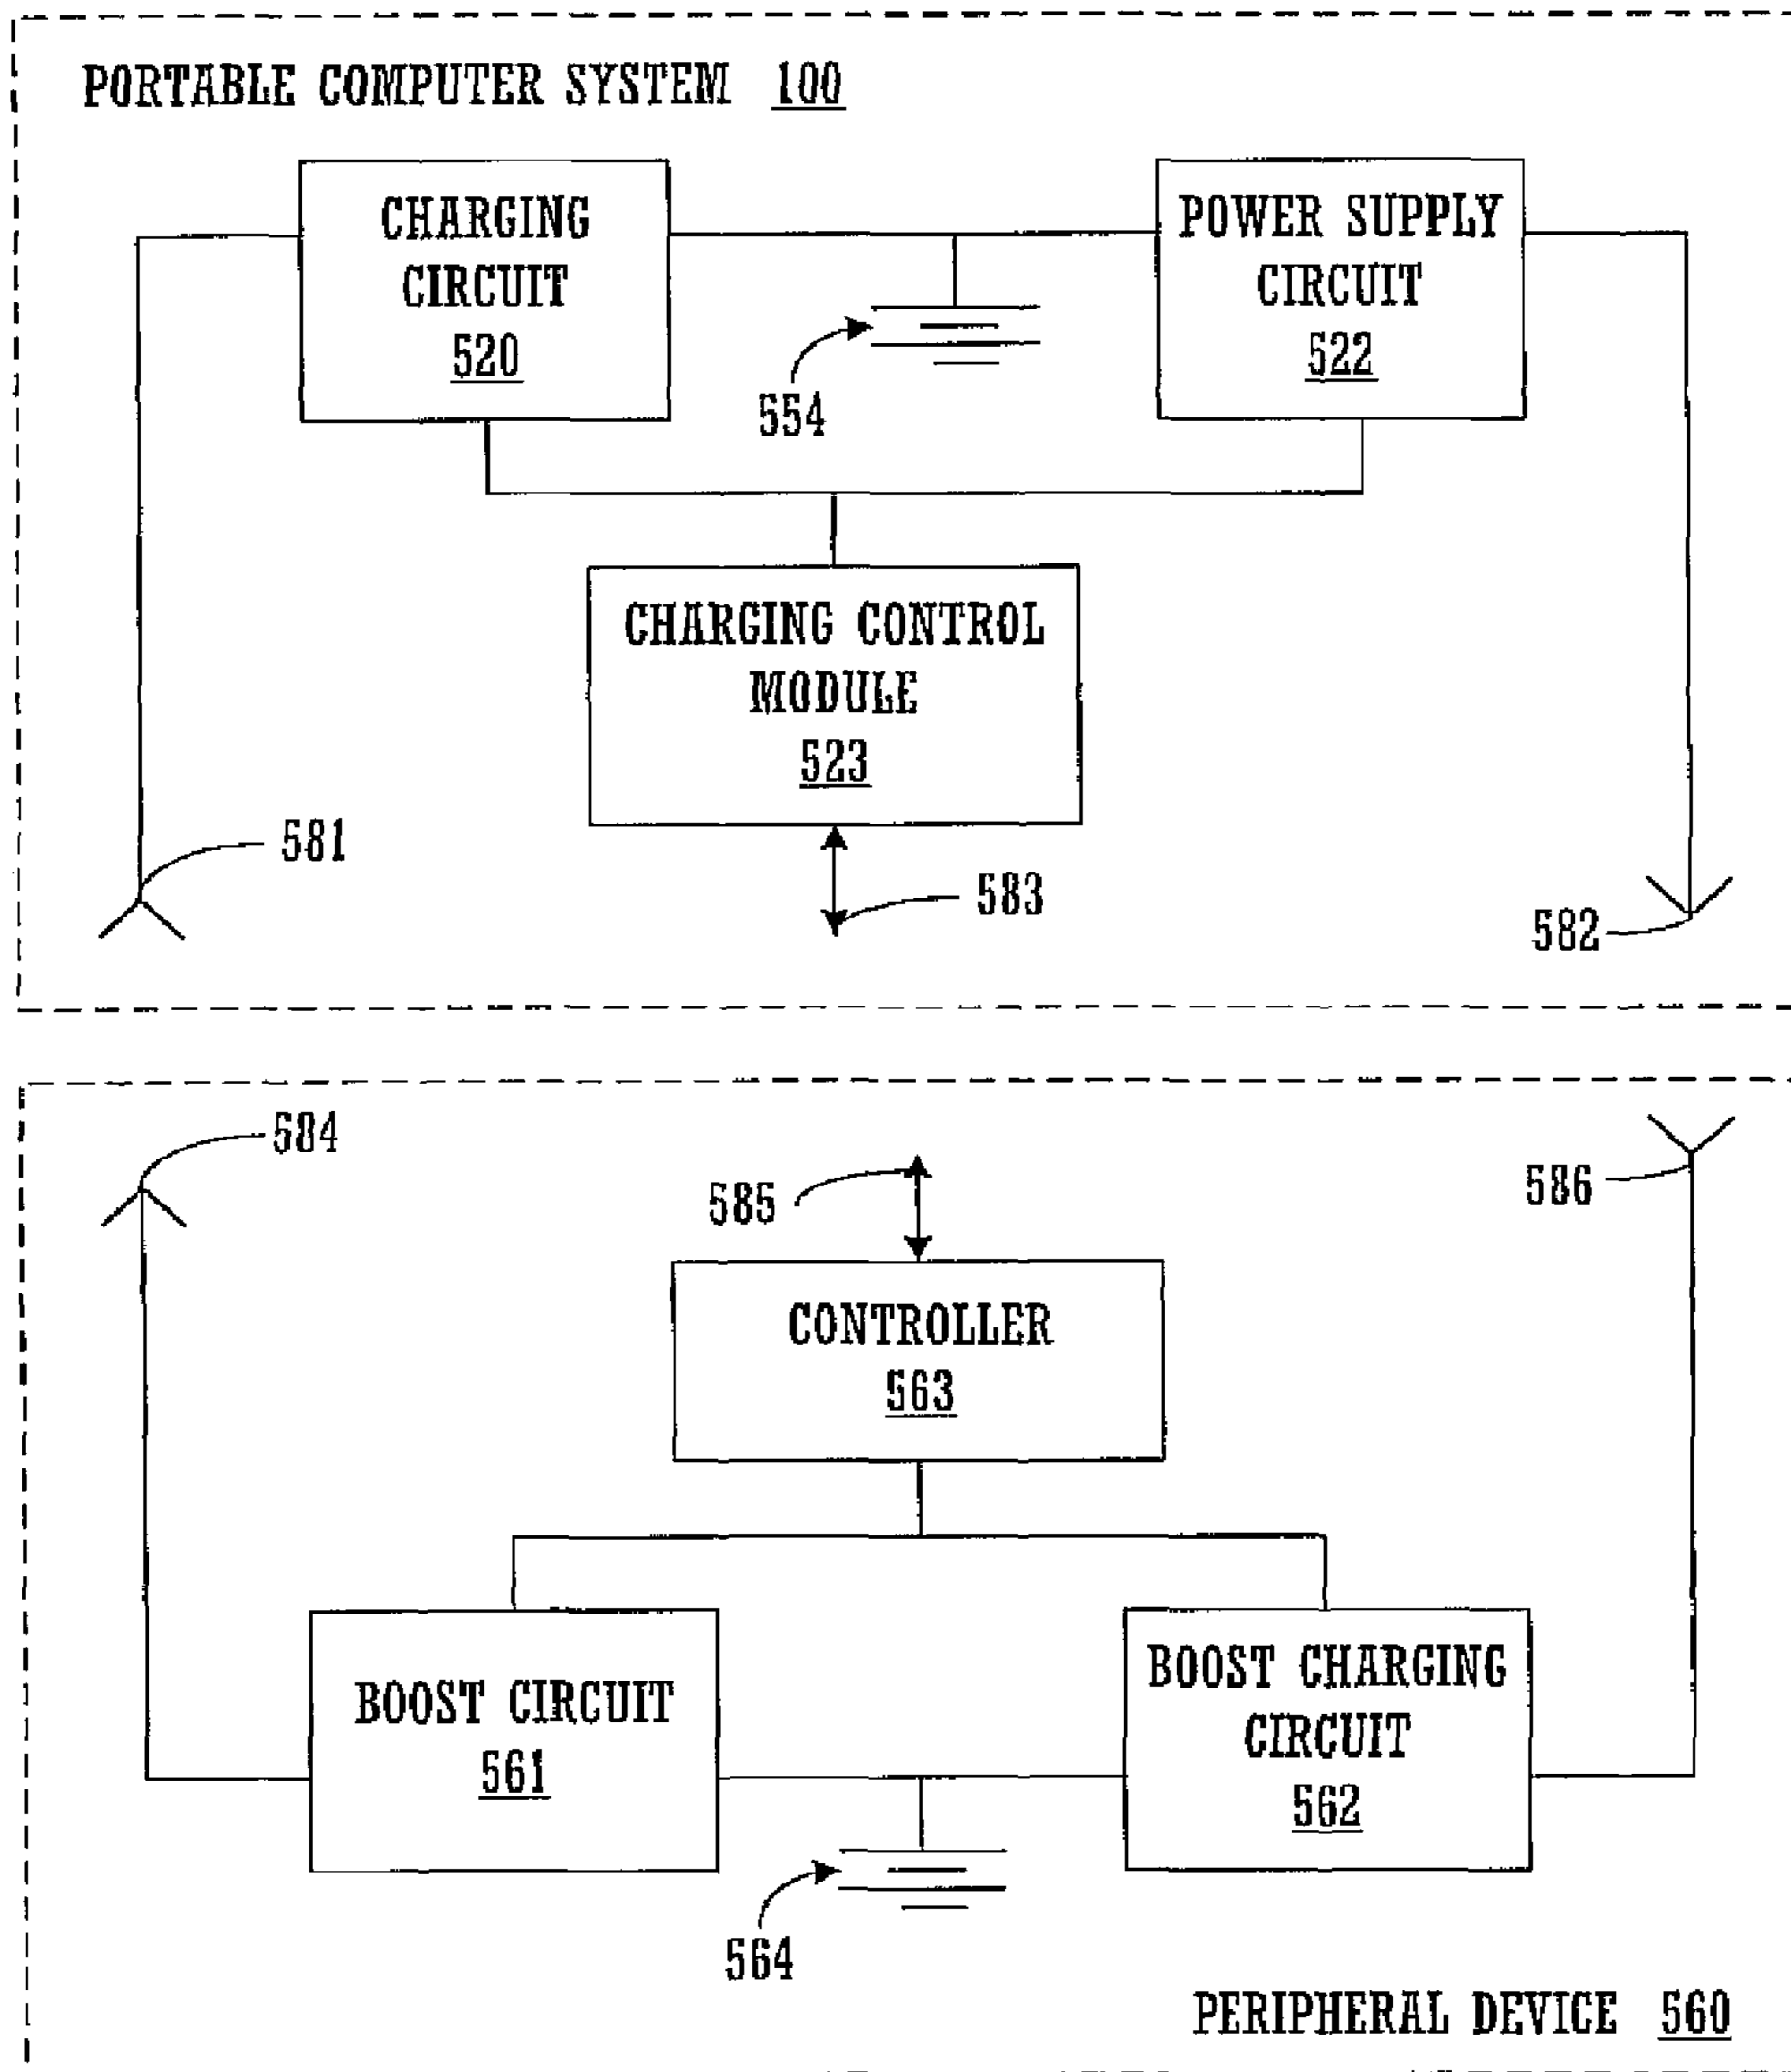 PORTABLE COMPUTER SYSTEM 100
CHARGING
CIRCUIT
520
POWER SUPPLY
CIRCUIT
522
554
CHARGING CONTROL
MODULE
523
581
583
582
584
585
586
CONTROLLER
563
BOOST CIRCUIT
561
BOOST CHARGING
CIRCUIT
562
564
PERIPHERAL DEVICE 560